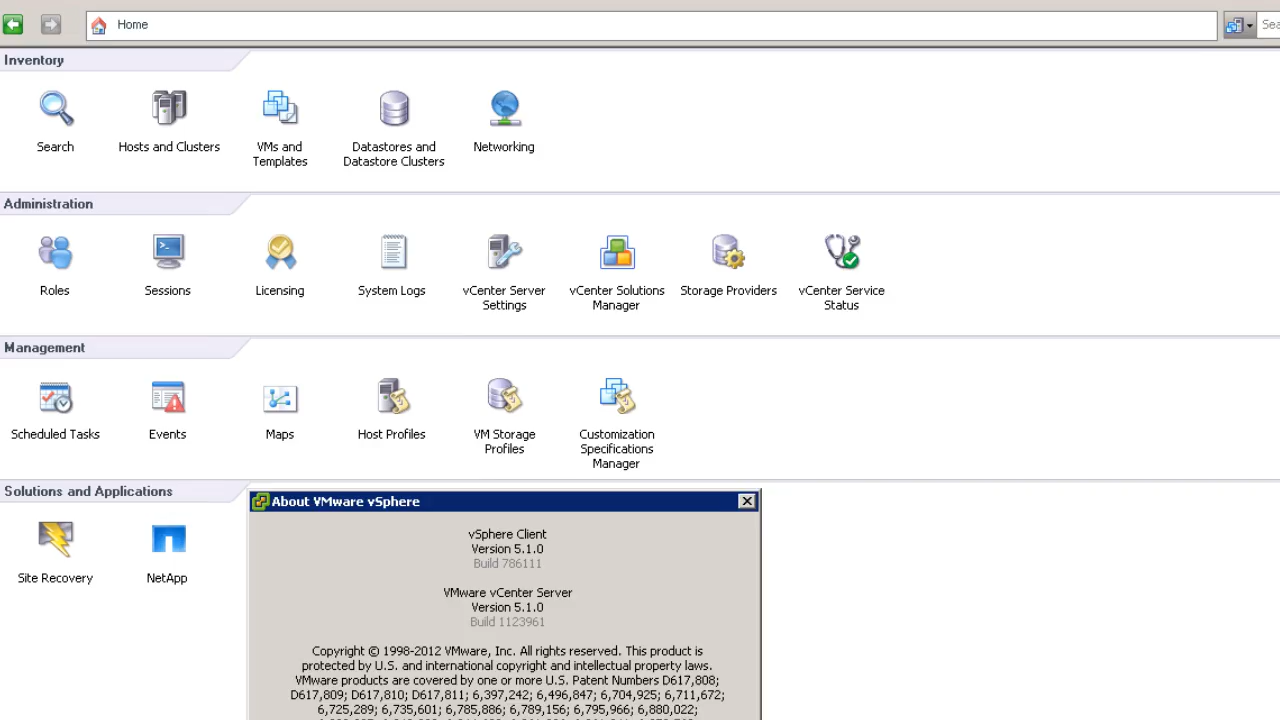 Home
Sea
Inventory
Search
Hosts and Clusters
VMs and
Templates
Datastores and
Datastore Clusters
Networking
Administration
Roles
Sessions
Licensing
System Logs
vCenter Server
Settings
vCenter Solutions
Manager
Storage Providers
vCenter Service
Status
Management
Scheduled Tasks
Events
Maps
Host Profiles
VM Storage
Profiles
Customization
Specifications
Manager
Solutions and Applications
Site Recovery
NetApp
About VMware vSphere
vSphere Client
Version 5.1.0
Build 786111
VMware vCenter Server
Version 5.1.0
Build 1123961
Copyright © 1998-2012 VMware, Inc. All rights reserved. This product is
protected by U.S. and international copyright and intellectual property laws.
VMware products are covered by one or more U.S. Patent Numbers D617,808;
D617,809; D617,810; D617,811; 6,397,242; 6,496,847; 6,704,925; 6,711,672;
6,725,289; 6,735,601; 6,785,886; 6,789,156; 6,795,966; 6,880,022;